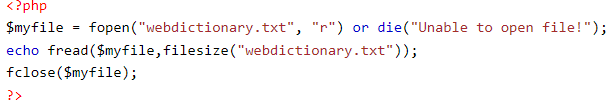 <?php
$myfile = fopen("webdictionary.txt", "r") or die("Unable to open file!");
echo fread($myfile,filesize("webdictionary.txt"));
fclose($myfile);
?>